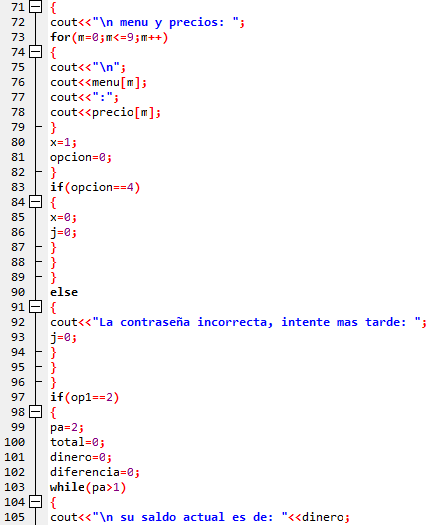 71 {
72 cout<<"\n menu y precios: ";
73 for(m=0;m<=9;m++)
74 {
75 cout<<"\n";
76 cout<<menu[m];
77 cout<<":";
78 cout<<precio[m];
79 }
80 x=1;
81 opcion=0;
82 }
83 if(opcion==4)
84 {
85 x=0;
86 j=0;
87 }
88 }
89 }
90 else
91 {
92 cout<<"La contraseña incorrecta, intente mas tarde: ";
93 j=0;
94 }
95 }
96 }
97 if(op1==2)
98 {
99 pa=2;
100 total=0;
101 dinero=0;
102 diferencia=0;
103 while(pa>1)
104 {
105 cout<<"\n su saldo actual es de: "<<dinero;